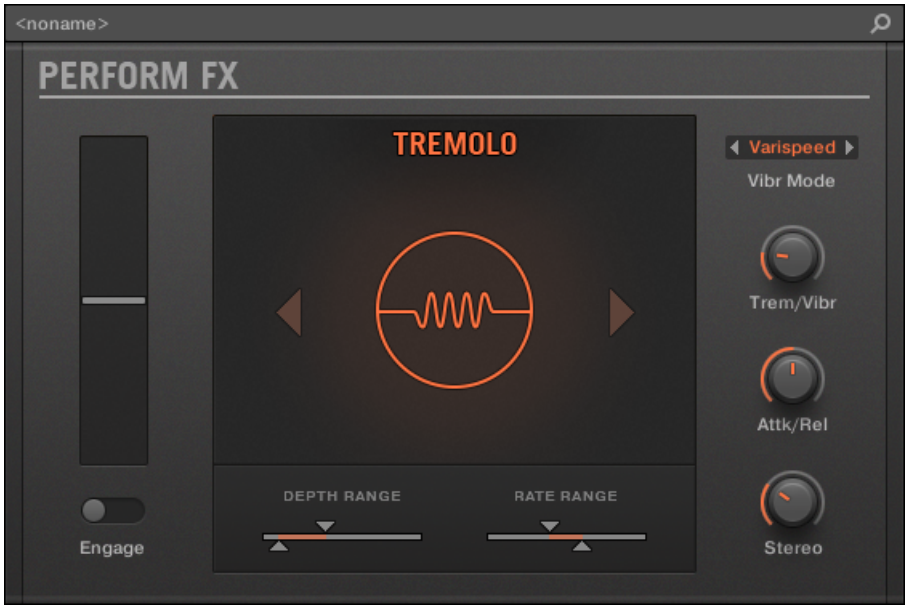 <noname>
PERFORM FX
TREMOLO
Varispeed
Vibr Mode
Trem/Vibr
Attk/Rel
DEPTH RANGE
RATE RANGE
Engage
Stereo